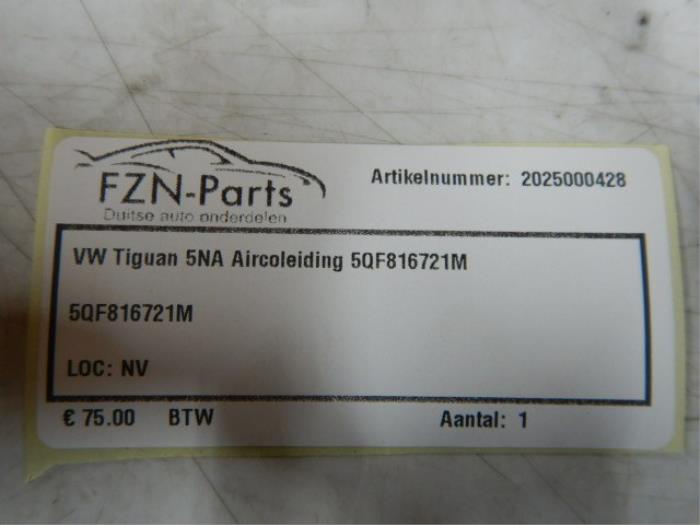 FZN-Parts
Duitse auto onderdelen
Artikelnummer: 2025000428
VW Tiguan 5NA Aircoleiding 5QF816721M
5QF816721M
LOC: NV
€ 75.00 BTW Aantal: 1